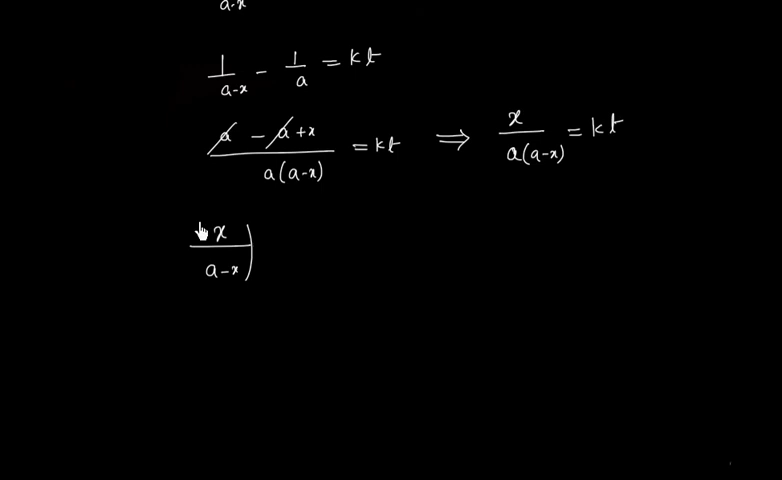 a-x
1/(a-x) - 1/a = kt
(a - a + x)/(a(a-x)) = kt ⇒ x/(a(a-x)) = kt
x/(a-x))